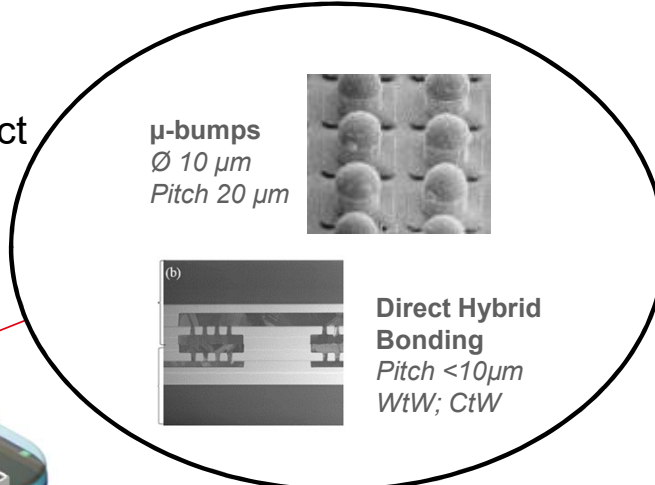 ct
µ-bumps
Ø 10 µm
Pitch 20 µm
(b)
Direct Hybrid
Bonding
Pitch <10µm
WtW; CtW